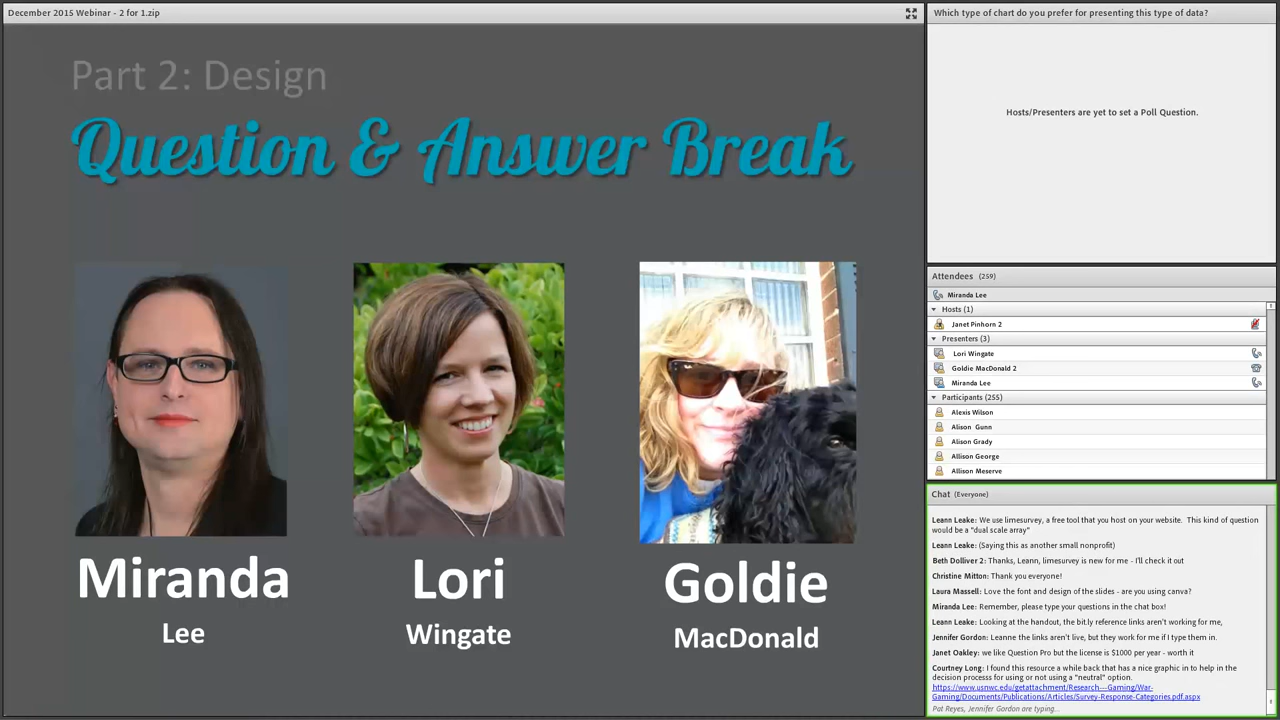 December 2015 Webinar - 2 for 1.zip
Part 2: Design
Question & Answer Break
Miranda
Lee
Lori
Wingate
Goldie
MacDonald
Which type of chart do you prefer for presenting this type of data?
Hosts/Presenters are yet to set a Poll Question.
Attendees (259)
Miranda Lee
Hosts (1)
Janet Pinhorn 2
Presenters (3)
Lori Wingate
Goldie MacDonald 2
Miranda Lee
Participants (255)
Alexis Wilson
Alison Gunn
Alison Grady
Allison George
Allison Meserve
Chat (Everyone)
Leann Leake: We use limesurvey, a free tool that you host on your website. This kind of question
would be a "dual scale array"
Leann Leake: (Saying this as another small nonprofit)
Beth Dolliver 2: Thanks, Leann, limesurvey is new for me - I'll check it out
Christine Mitton: Thank you everyone!
Laura Massell: Love the font and design of the slides - are you using canva?
Miranda Lee: Remember, please type your questions in the chat box!
Leann Leake: Looking at the handout, the bit.ly reference links aren't working for me,
Jennifer Gordon: Leanne the links aren't live, but they work for me if I type them in.
Janet Oakley: we like Question Pro but the license is $1000 per year - worth it
Courtney Long: I found this resource a while back that has a nice graphic in to help in the
decision processs for using or not using a "neutral" option.
https://www.usnwc.edu/getattachment/Research---Gaming/War-
Gaming/Documents/Publications/Articles/Survey-Response-Categories.pdf.aspx
Pat Reyes, Jennifer Gordon are typing...